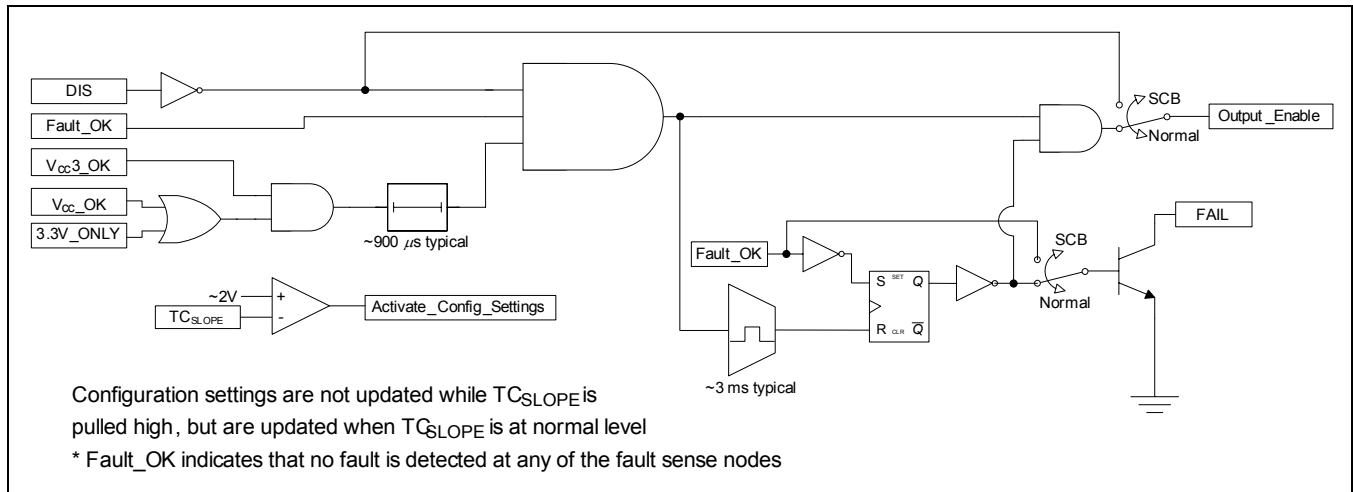 DIS
SCB
Normal
Output_Enable
Fault_OK
VCC3_OK
VCC_OK
3.3V_ONLY
~900 μs typical
FAIL
Fault_OK
SCB
Normal
S SET Q
R CLR Q̅
~3 ms typical
~2V
+
TCSLOPE
-
Activate_Config_Settings
Configuration settings are not updated while TCSLOPE is
pulled high, but are updated when TCSLOPE is at normal level
* Fault_OK indicates that no fault is detected at any of the fault sense nodes